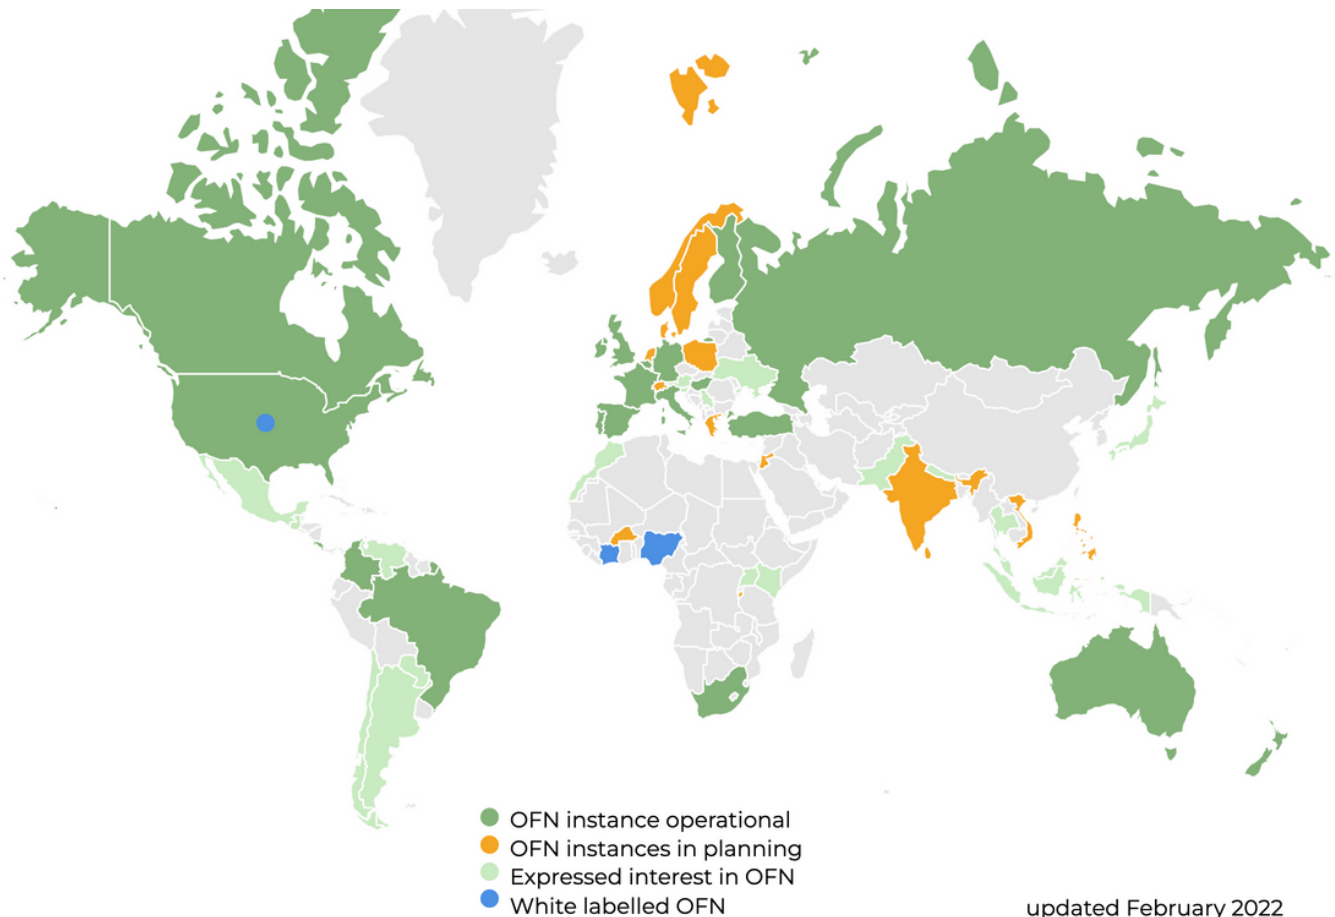 OFN instance operational
OFN instances in planning
Expressed interest in OFN
White labelled OFN
updated February 2022